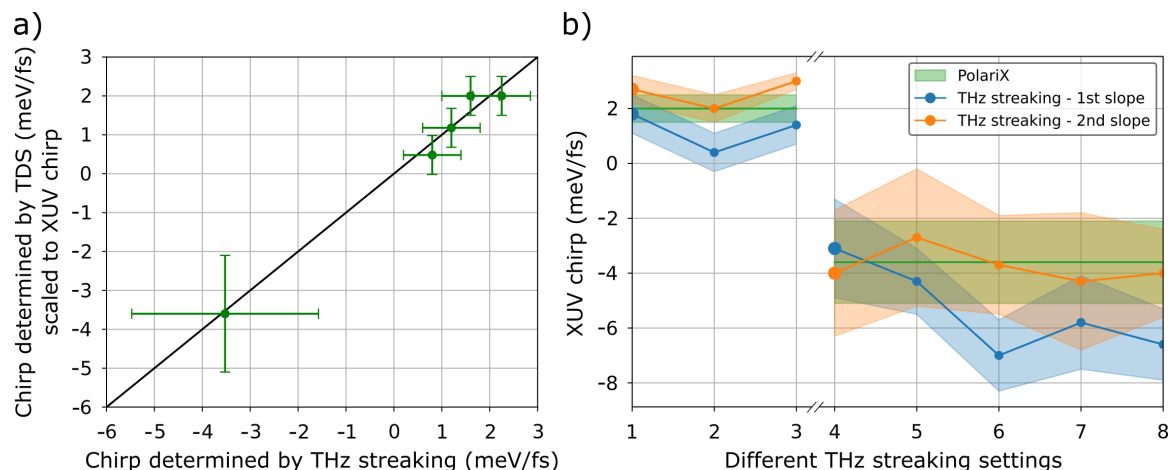 a)
Chirp determined by TDS (meV/fs)
scaled to XUV chirp
3
2
1
0
-1
-2
-3
-4
-5
-6
-6 -5 -4 -3 -2 -1 0 1 2 3
Chirp determined by THz streaking (meV/fs)
b)
XUV chirp (meV/fs)
2
0
-2
-4
-6
-8
PolariX
THz streaking - 1st slope
THz streaking - 2nd slope
1 2 3 4 5 6 7 8
Different THz streaking settings